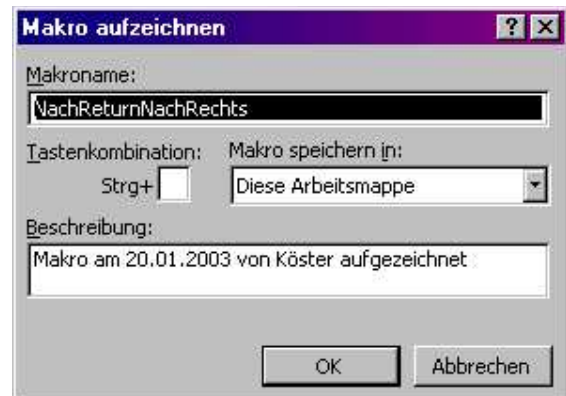 Makro aufzeichnen
Makroname:
NachReturnNachRechts
Tastenkombination: Makro speichern in:
Strg+ Diese Arbeitsmappe
Beschreibung:
Makro am 20.01.2003 von Köster aufgezeichnet
OK Abbrechen